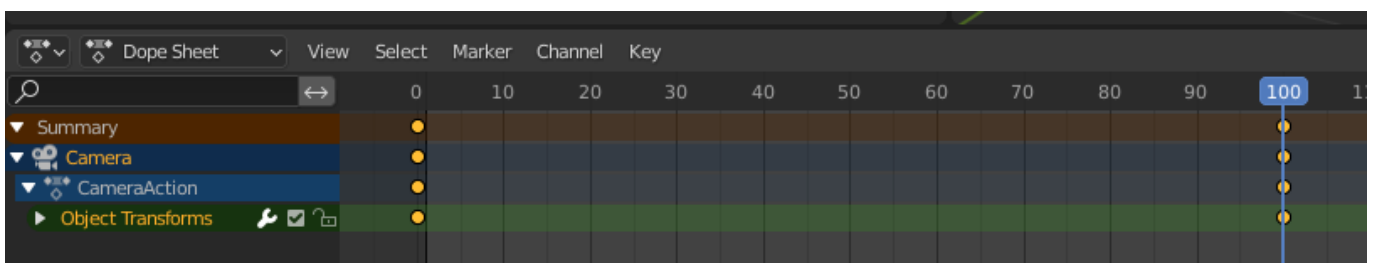 Dope Sheet View Select Marker Channel Key
0 10 20 30 40 50 60 70 80 90 100
Summary
Camera
CameraAction
Object Transforms